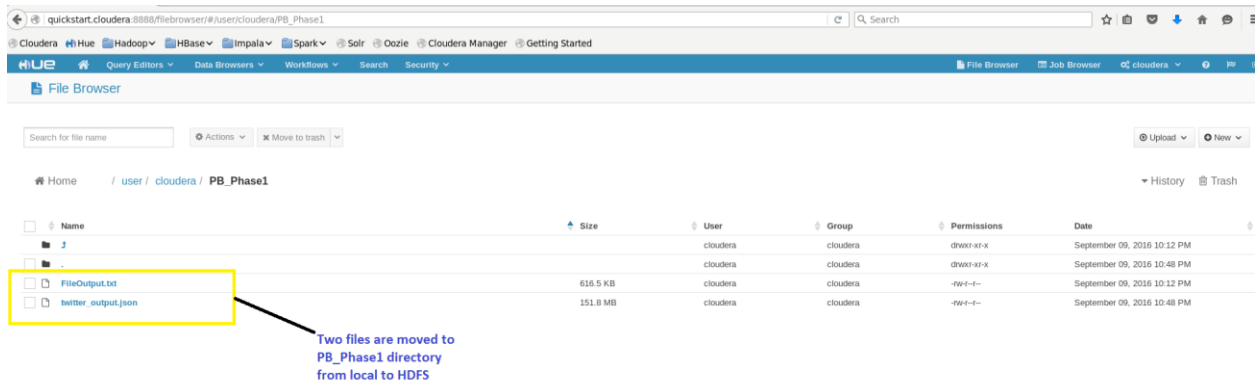 quickstart.cloudera:8888/filebrowser/#/user/cloudera/PB_Phase1 Search
Cloudera Hue Hadoop HBase Impala Spark Solr Oozie Cloudera Manager Getting Started
HUE Query Editors Data Browsers Workflows Search Security File Browser Job Browser cloudera
File Browser
Search for file name Actions Move to trash Upload New
Home / user / cloudera / PB_Phase1 History Trash
Name Size User Group Permissions Date
cloudera cloudera drwxr-xr-x September 09, 2016 10:12 PM
. cloudera cloudera drwxr-xr-x September 09, 2016 10:48 PM
FileOutput.txt 616.5 KB cloudera cloudera -rw-r--r-- September 09, 2016 10:12 PM
twitter_output.json 151.8 MB cloudera cloudera -rw-r--r-- September 09, 2016 10:48 PM
Two files are moved to
PB_Phase1 directory
from local to HDFS